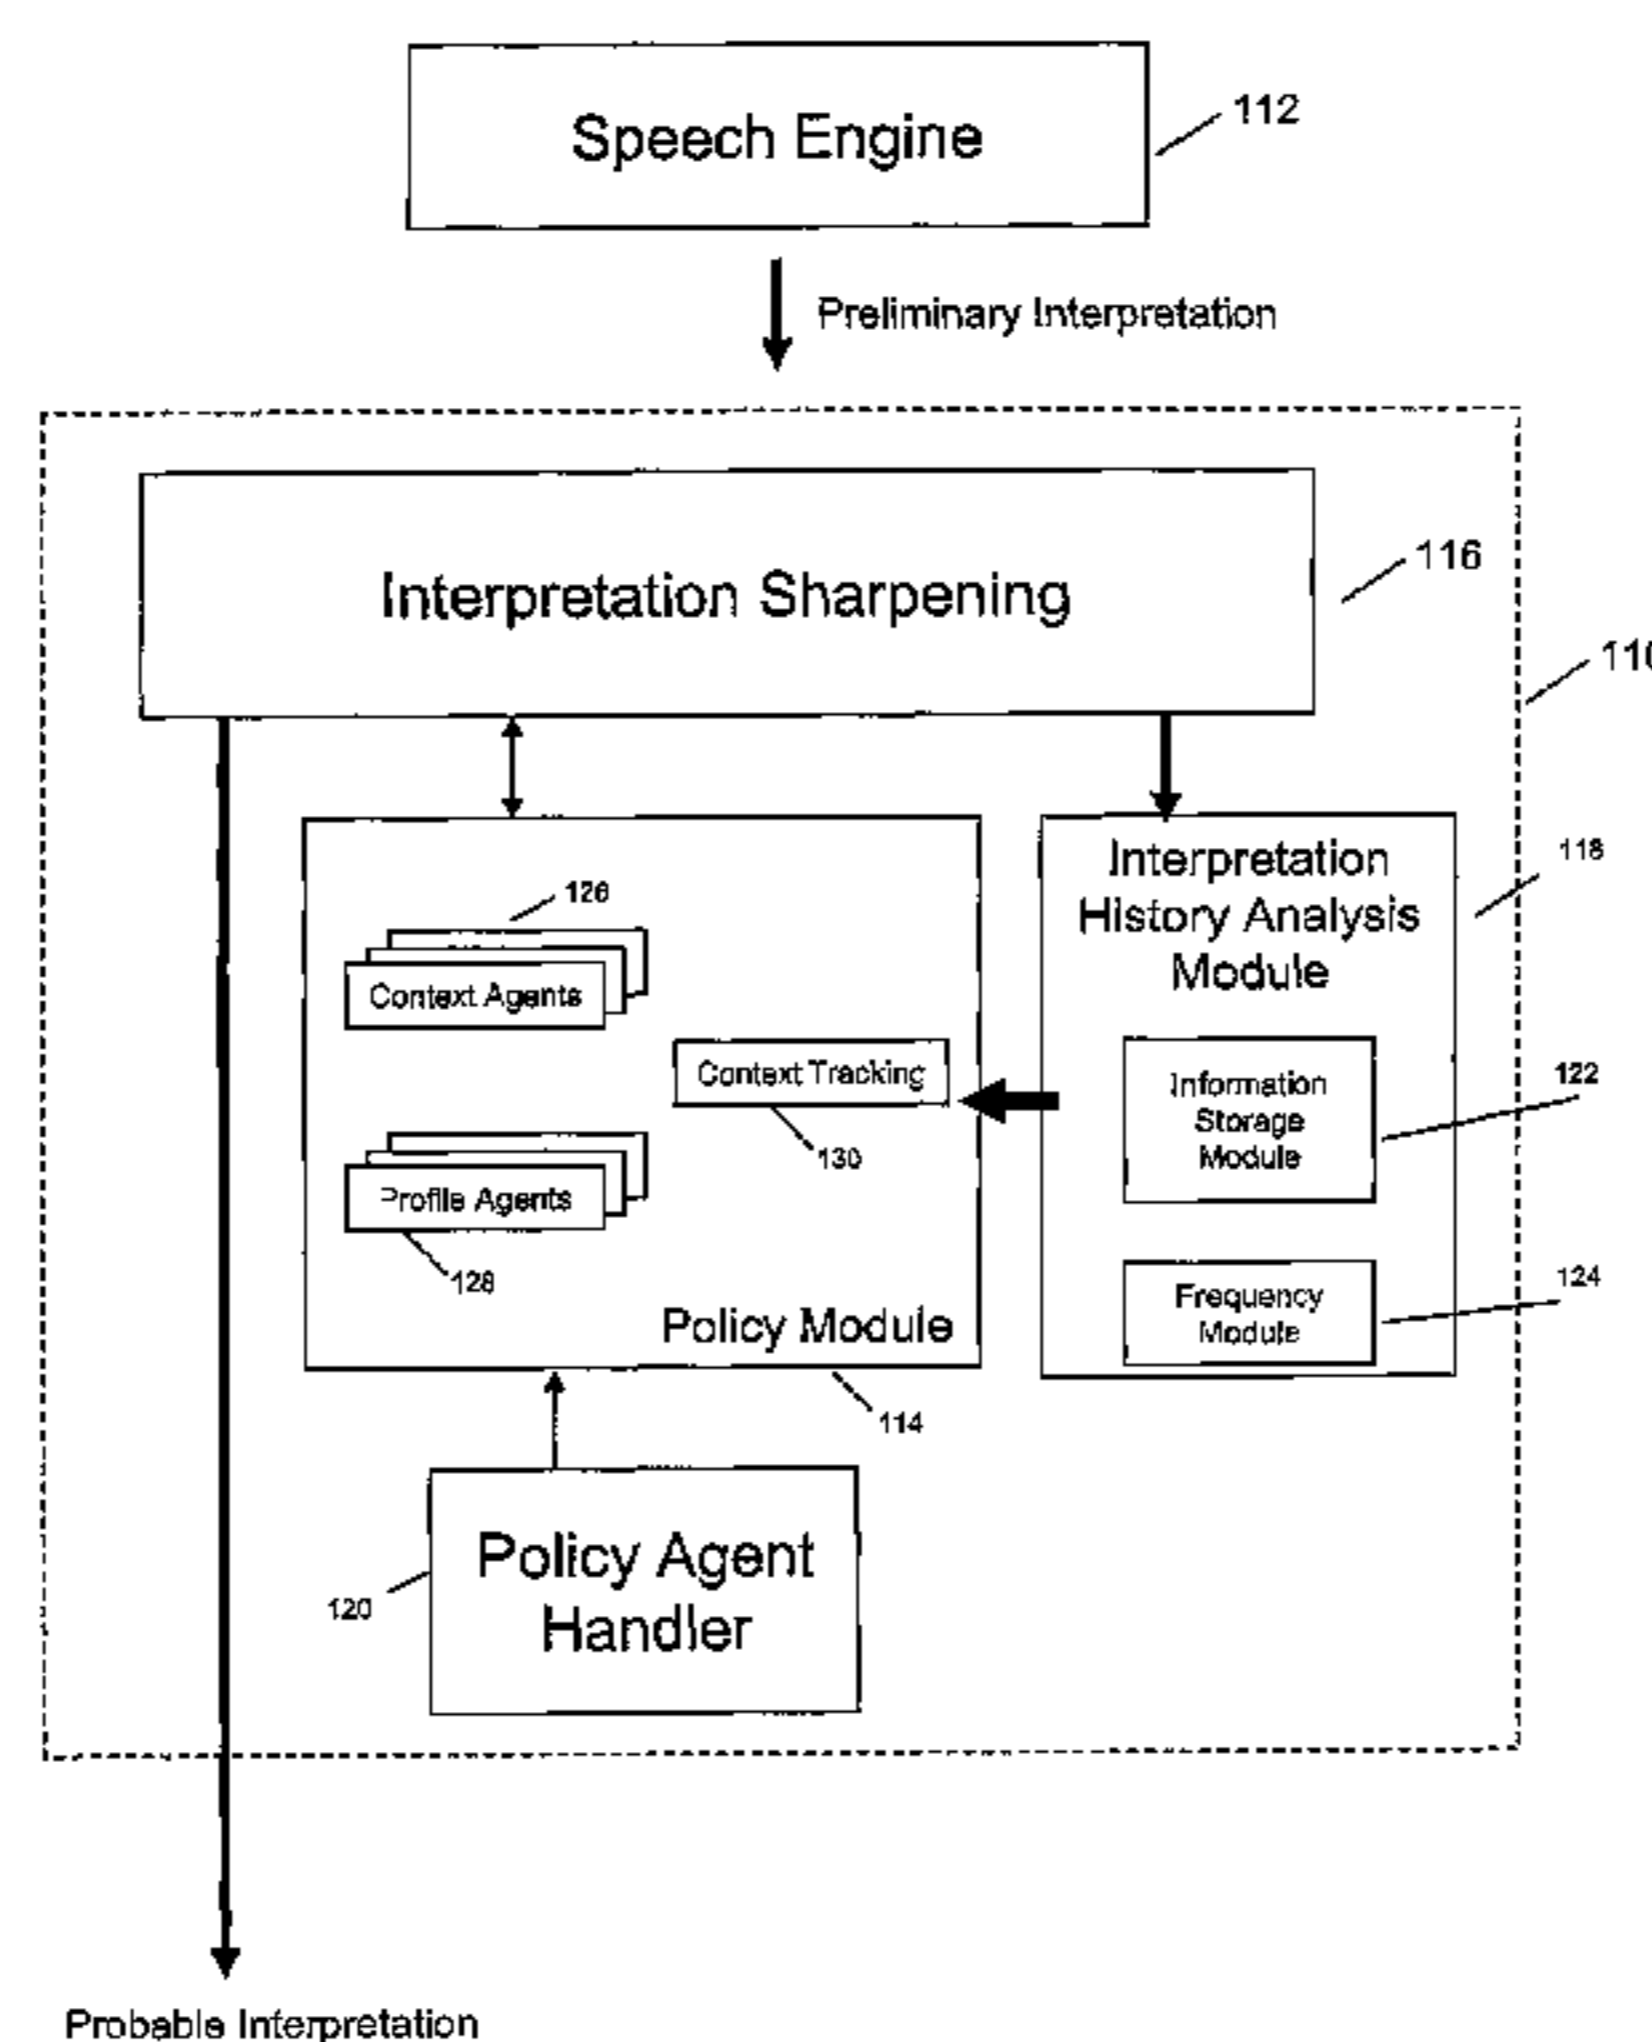 Speech Engine
112
Preliminary Interpretation
Interpretation Sharpening
116
110
Interpretation
History Analysis
Module
118
126
Context Agents
Context Tracking
130
Information
Storage
Module
122
Profile Agents
128
Frequency
Module
124
Policy Module
114
Policy Agent
Handler
120
Probable Interpretation